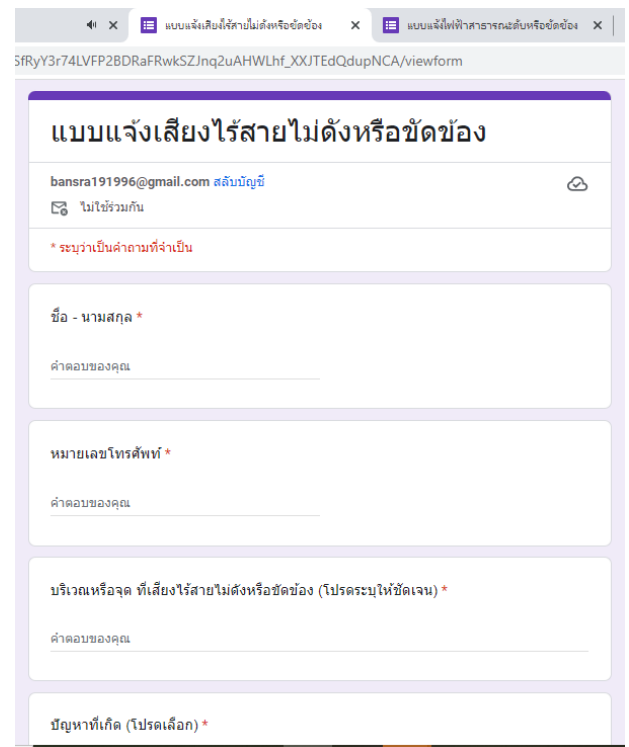 แบบแจ้งเสียงไร้สายไม่ดังหรือขัดข้อง
แบบแจ้งไฟฟ้าสาธารณะดับหรือขัดข้อง
SfRyY3r74LVFP2BDRaFRwkSZJnq2uAHWLhf_XXJTEdQdupNCA/viewform
แบบแจ้งเสียงไร้สายไม่ดังหรือขัดข้อง
bansra191996@gmail.com สลับบัญชี
ไม่ใช้ร่วมกัน
* ระบุว่าเป็นคำถามที่จำเป็น
ชื่อ - นามสกุล *
คำตอบของคุณ
หมายเลขโทรศัพท์ *
คำตอบของคุณ
บริเวณหรือจุด ที่เสียงไร้สายไม่ดังหรือขัดข้อง (โปรดระบุให้ชัดเจน) *
คำตอบของคุณ
ปัญหาที่เกิด (โปรดเลือก) *